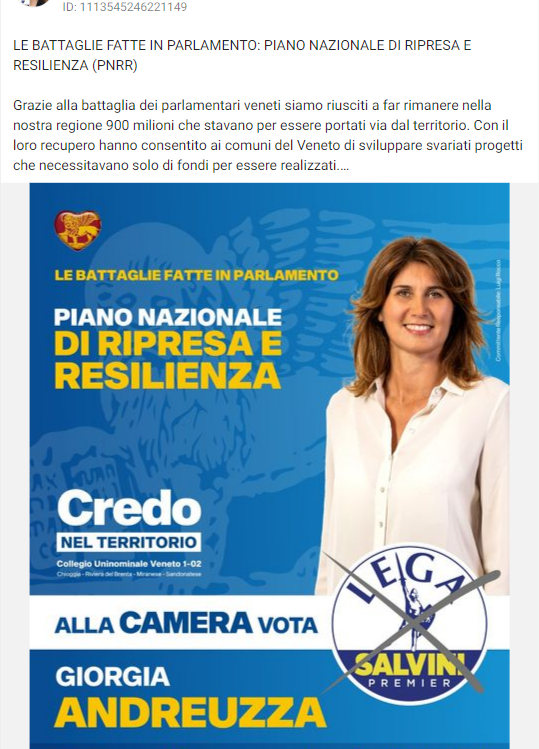 ID: 1113545246221149
LE BATTAGLIE FATTE IN PARLAMENTO: PIANO NAZIONALE DI RIPRESA E
RESILIENZA (PNRR)
Grazie alla battaglia dei parlamentari veneti siamo riusciti a far rimanere nella
nostra regione 900 milioni che stavano per essere portati via dal territorio. Con il
loro recupero hanno consentito ai comuni del Veneto di sviluppare svariati progetti
che necessitavano solo di fondi per essere realizzati....
LE BATTAGLIE FATTE IN PARLAMENTO
PIANO NAZIONALE
DI RIPRESA E
RESILIENZA
Committente Responsabile: Luigi Rocco
Credo
NEL TERRITORIO
Collegio Uninominale Veneto 1-02
Chioggia - Riviera del Brenta - Miranese - Sandonatese
LEGA
SALVINI
PREMIER
ALLA CAMERA VOTA
GIORGIA
ANDREUZZA